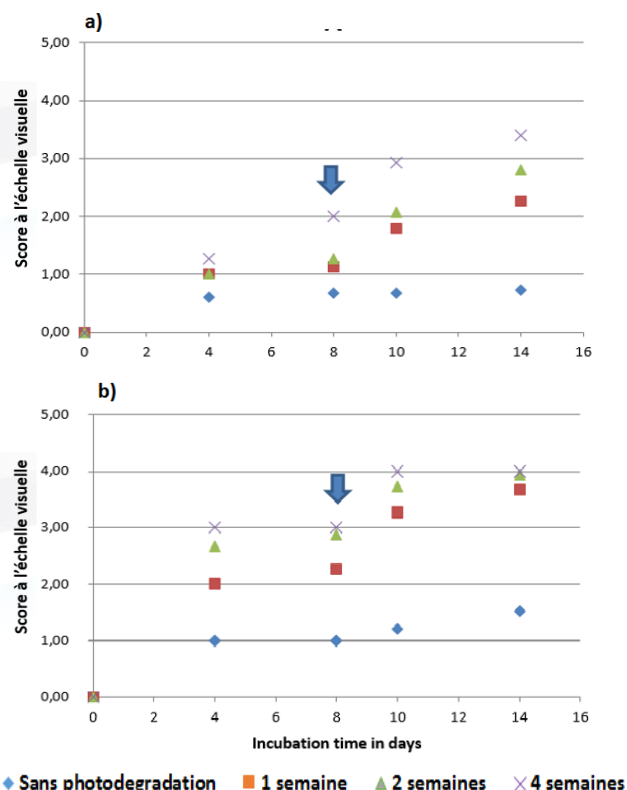 a)
5,00
4,00
3,00
2,00
1,00
0,00
Score à l'échelle visuelle
0 2 4 6 8 10 12 14 16
b)
5,00
4,00
3,00
2,00
1,00
0,00
Score à l'échelle visuelle
0 2 4 6 8 10 12 14 16
Incubation time in days
Sans photodegradation 1 semaine 2 semaines 4 semaines